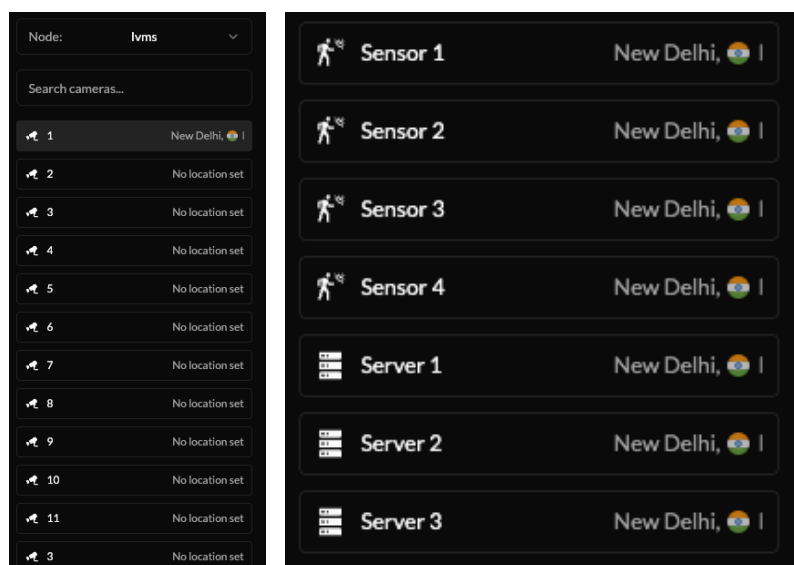 Node: lvms
Search cameras...
1 New Delhi, I
2 No location set
3 No location set
4 No location set
5 No location set
6 No location set
7 No location set
8 No location set
9 No location set
10 No location set
11 No location set
3 No location set
Sensor 1 New Delhi, I
Sensor 2 New Delhi, I
Sensor 3 New Delhi, I
Sensor 4 New Delhi, I
Server 1 New Delhi, I
Server 2 New Delhi, I
Server 3 New Delhi, I